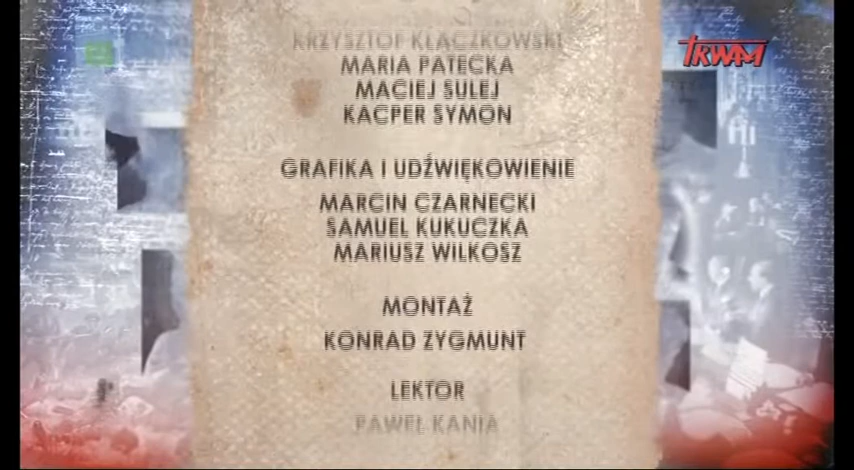 KRZYSZTOF KLĄCZKOWSKI
TRWAM
MARIA PATECKA
MACIEJ SULEJ
KACPER SYMON
GRAFIKA I UDŹWIĘKOWIENIE
MARCIN CZARNECKI
SAMUEL KUKUCZKA
MARIUSZ WILKOSZ
MONTAŻ
KONRAD ZYGMUNT
LEKTOR
PAWEŁ KANIA